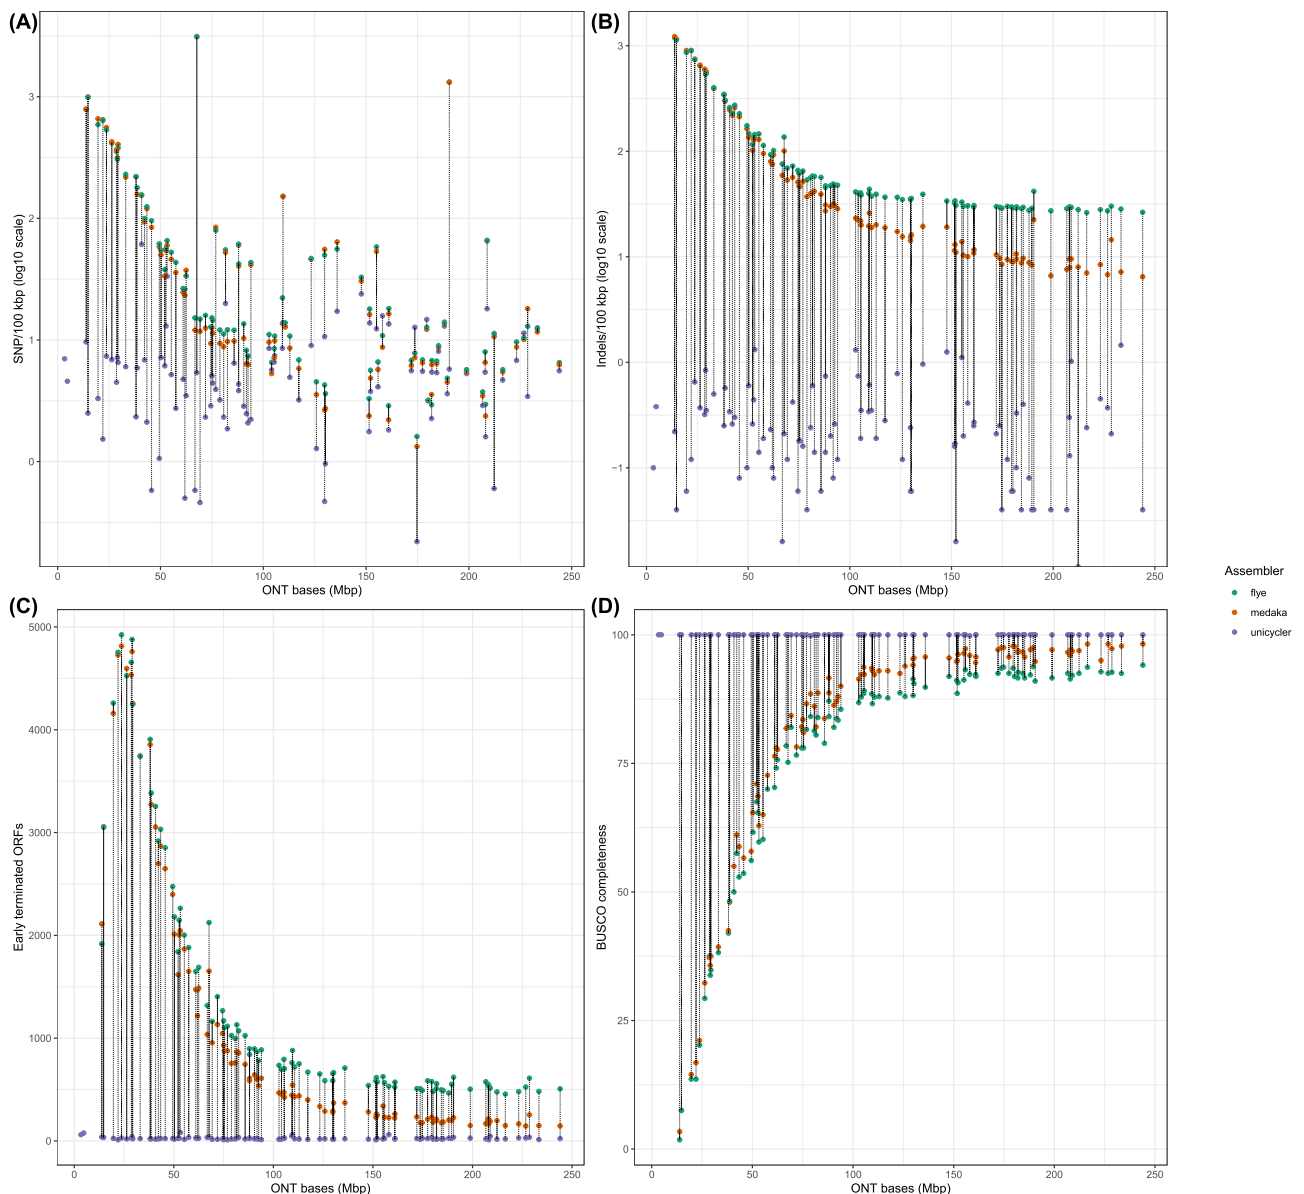 (A)
SNP/100 kbp (log10 scale)
3
2
1
0
0 50 100 150 200 250
ONT bases (Mbp)
(B)
Indels/100 kbp (log10 scale)
3
2
1
0
−1
0 50 100 150 200 250
ONT bases (Mbp)
(C)
Early terminated ORFs
5000
4000
3000
2000
1000
0
0 50 100 150 200 250
ONT bases (Mbp)
(D)
BUSCO completeness
100
75
50
25
0
0 50 100 150 200 250
ONT bases (Mbp)
Assembler
flye
medaka
unicycler